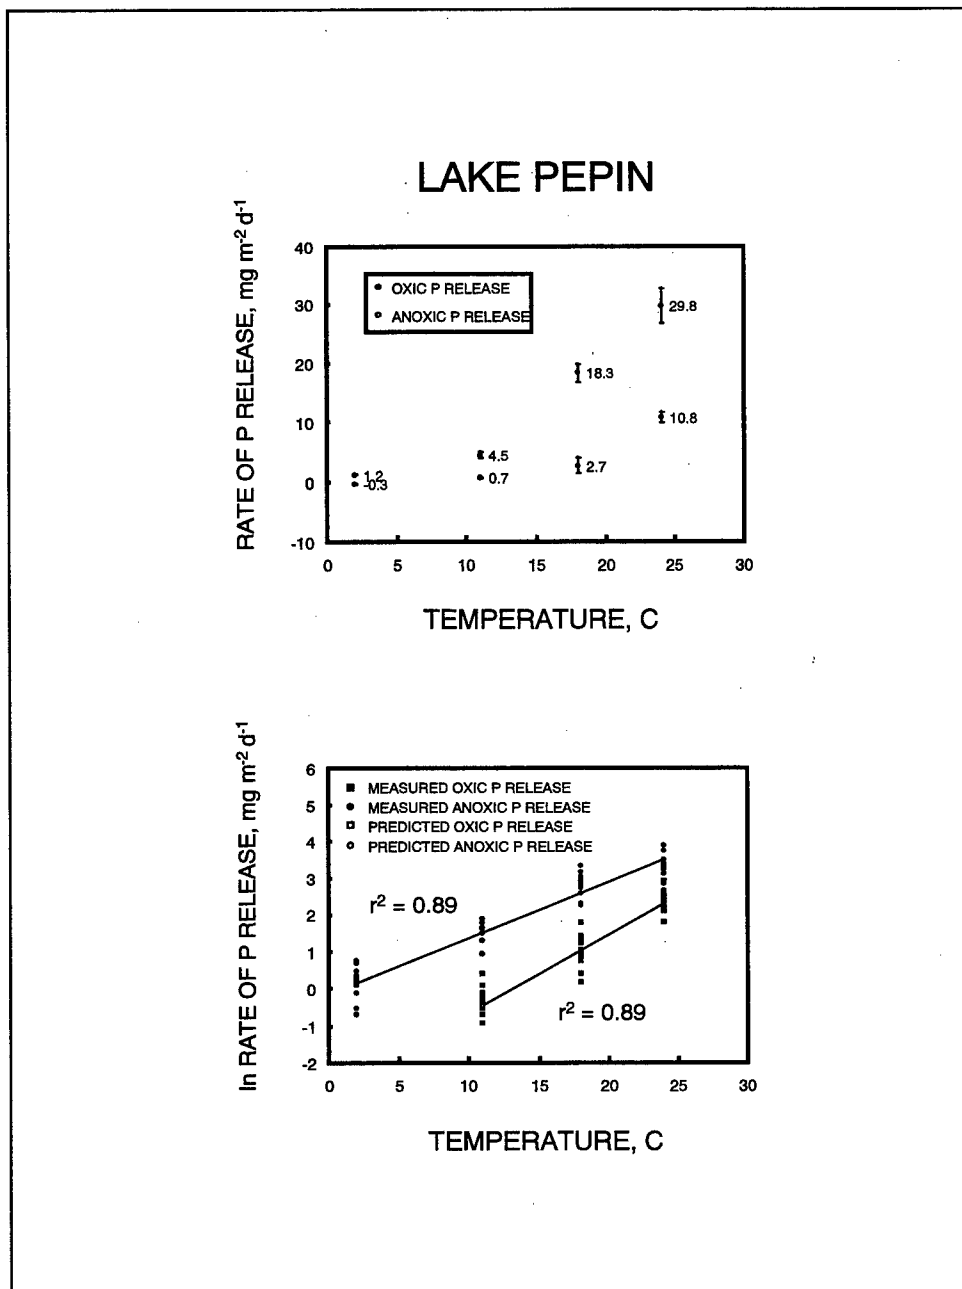 LAKE PEPIN
RATE OF P RELEASE, mg m⁻² d⁻¹
40
30
20
10
0
-10
OXIC P RELEASE
ANOXIC P RELEASE
29.8
18.3
10.8
4.5
2.7
1.2
0.7
-0.3
0 5 10 15 20 25 30
TEMPERATURE, C
ln RATE OF P RELEASE, mg m⁻² d⁻¹
6
5
4
3
2
1
0
-1
-2
MEASURED OXIC P RELEASE
MEASURED ANOXIC P RELEASE
PREDICTED OXIC P RELEASE
PREDICTED ANOXIC P RELEASE
r² = 0.89
r² = 0.89
0 5 10 15 20 25 30
TEMPERATURE, C